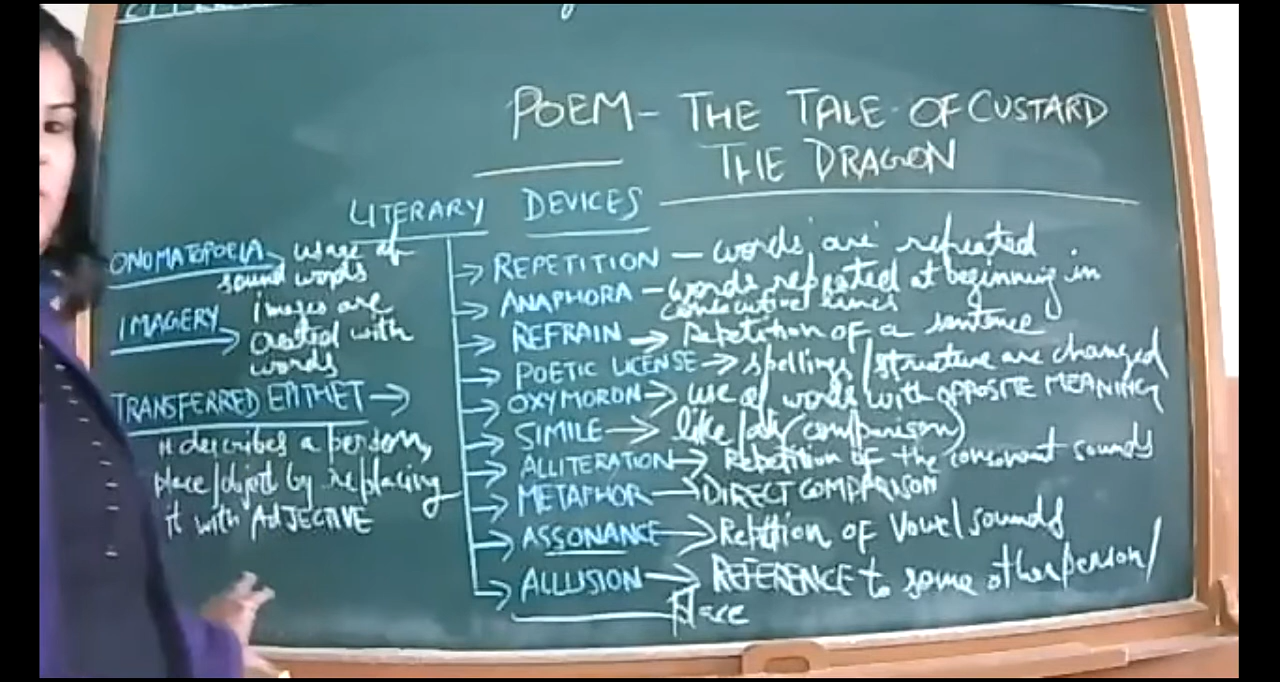 POEM - THE TALE OF CUSTARD
THE DRAGON
LITERARY DEVICES
ONOMATOPOEIA → usage of
sound words
IMAGERY → images are
created with
words
TRANSFERRED EPITHET →
It describes a person,
place/object by replacing
it with ADJECTIVE
→ REPETITION - words are repeated
→ ANAPHORA - words repeated at beginning in
consecutive lines
→ REFRAIN → Repetition of a sentence
→ POETIC LICENSE → spellings/structure are changed
→ OXYMORON → use of words with OPPOSITE MEANING
→ SIMILE → like/as (comparison)
→ ALLITERATION → Repetition of the consonant sounds
→ METAPHOR → DIRECT COMPARISON
→ ASSONANCE → Repetition of Vowel sounds
→ ALLUSION → REFERENCE to some other person/
Place